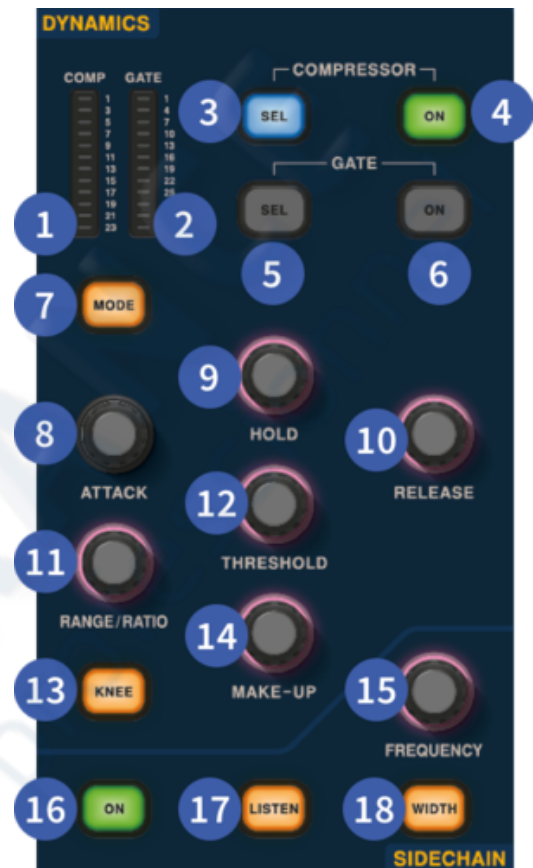 DYNAMICS
COMP GATE
1 1
3 4
5 7
7 10
9 13
11 16
13 19
15 22
17 25
19
21
23
COMPRESSOR
3 SEL ON 4
GATE
SEL ON
1 2
5 6
7 MODE
9
HOLD
8 10
ATTACK RELEASE
12
THRESHOLD
11
RANGE/RATIO
14
MAKE-UP
13 KNEE 15
FREQUENCY
16 ON 17 LISTEN 18 WIDTH
SIDECHAIN